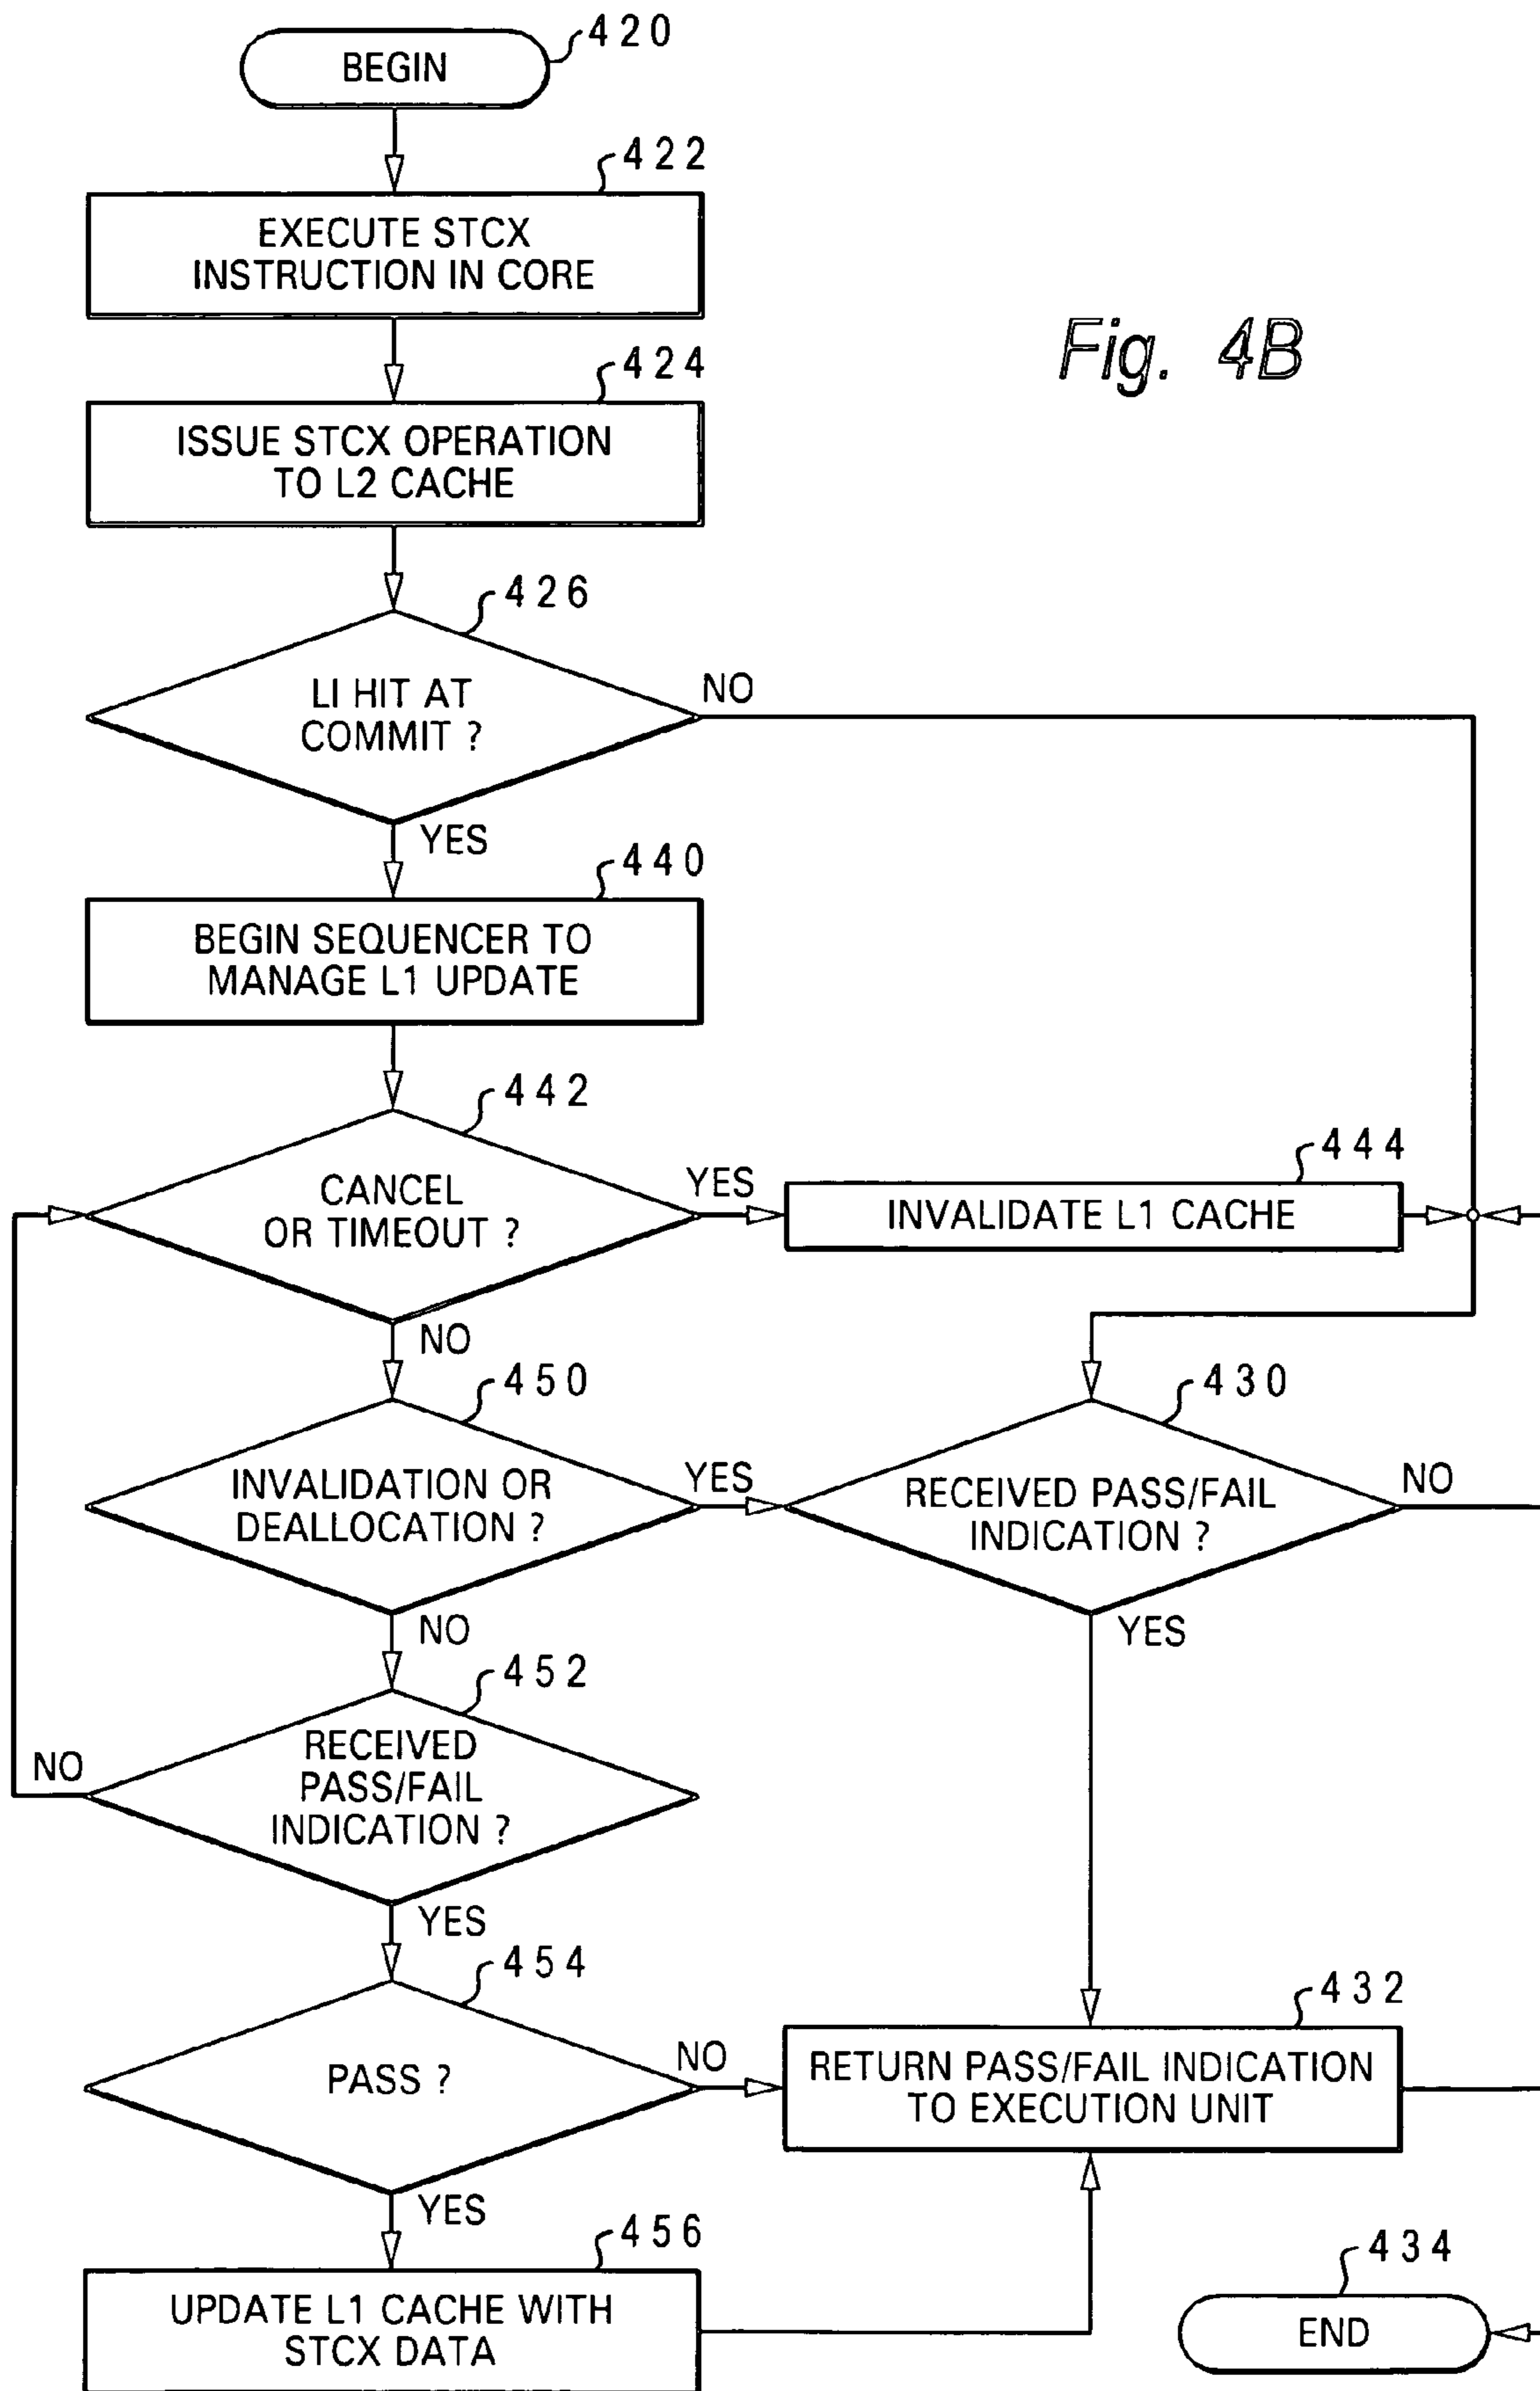 420
BEGIN
422
EXECUTE STCX
INSTRUCTION IN CORE
Fig. 4B
424
ISSUE STCX OPERATION
TO L2 CACHE
426
LI HIT AT
COMMIT ?
NO
YES
440
BEGIN SEQUENCER TO
MANAGE L1 UPDATE
442
CANCEL
OR TIMEOUT ?
YES
444
INVALIDATE L1 CACHE
NO
450
INVALIDATION OR
DEALLOCATION ?
YES
430
RECEIVED PASS/FAIL
INDICATION ?
NO
NO
YES
452
RECEIVED
PASS/FAIL
INDICATION ?
NO
YES
454
PASS ?
NO
432
RETURN PASS/FAIL INDICATION
TO EXECUTION UNIT
YES
456
UPDATE L1 CACHE WITH
STCX DATA
434
END